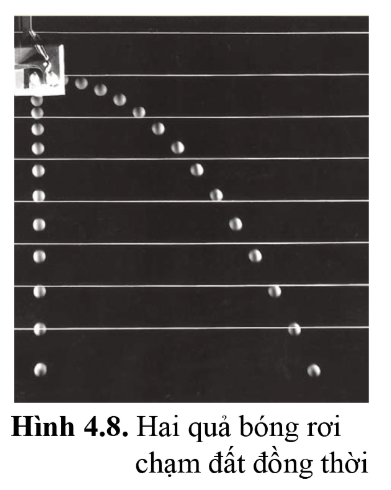 Hình 4.8. Hai quả bóng rơi
chạm đất đồng thời